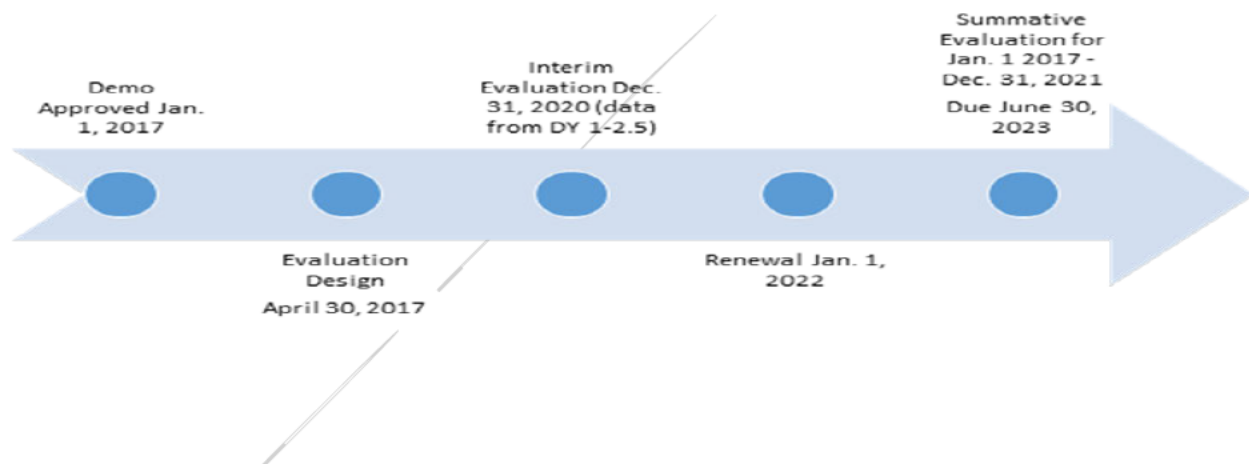 Demo
Approved Jan.
1, 2017
Evaluation
Design
April 30, 2017
Interim
Evaluation Dec.
31, 2020 (data
from DY 1-2.5)
Renewal Jan. 1,
2022
Summative
Evaluation for
Jan. 1 2017 -
Dec. 31, 2021
Due June 30,
2023